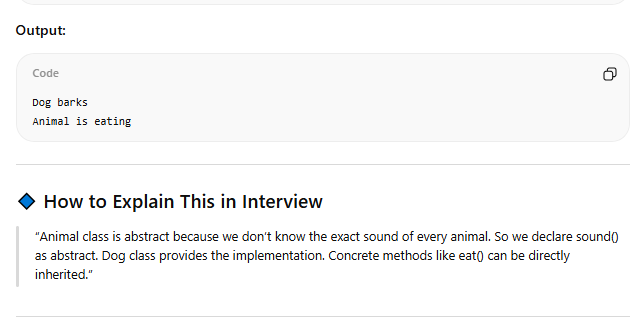 Output:
Code
Dog barks
Animal is eating
How to Explain This in Interview
“Animal class is abstract because we don’t know the exact sound of every animal. So we declare sound()
as abstract. Dog class provides the implementation. Concrete methods like eat() can be directly
inherited.”